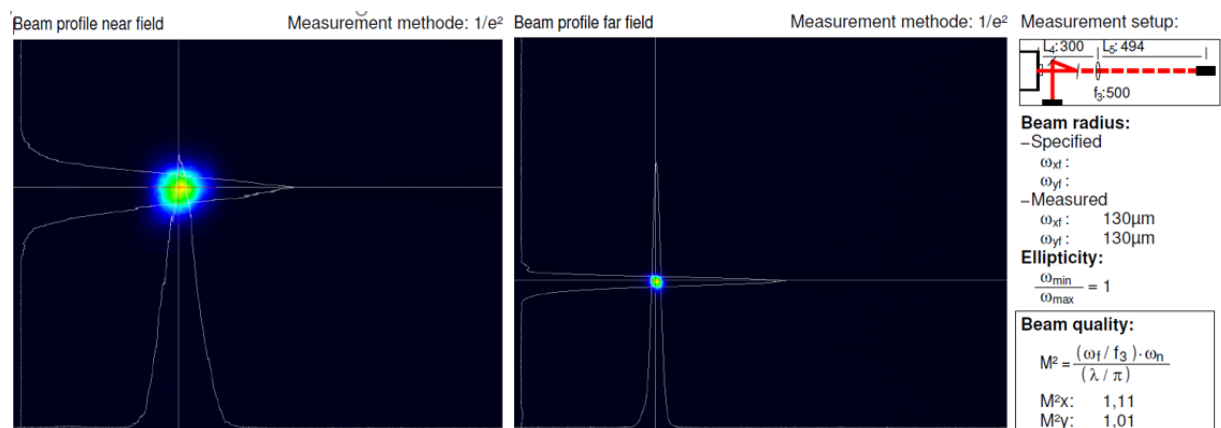 Beam profile near field
Measurement methode: 1/e²
Beam profile far field
Measurement methode: 1/e²
Measurement setup:
L₄:300
L₅:494
f₃:500
Beam radius:
–Specified
ωxf :
ωyf :
–Measured
ωxf : 130µm
ωyf : 130µm
Ellipticity:
ωmin / ωmax = 1
Beam quality:
M² = (ωf / f₃) · ωn / (λ / π)
M²x: 1,11
M²y: 1,01